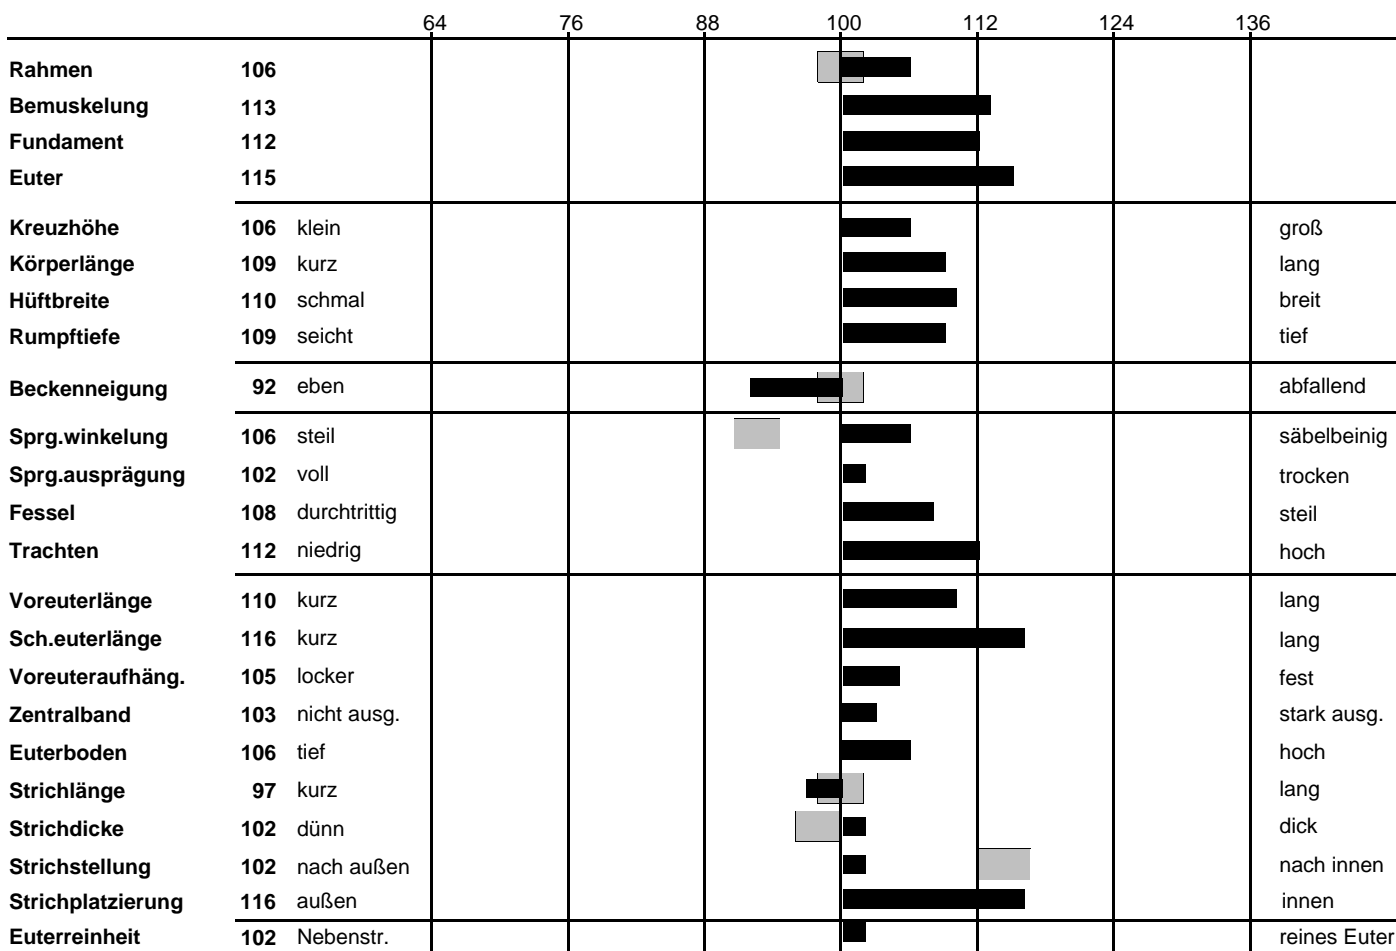 64 76 88 100 112 124 136
Rahmen 106
Bemuskelung 113
Fundament 112
Euter 115
Kreuzhöhe 106 klein groß
Körperlänge 109 kurz lang
Hüftbreite 110 schmal breit
Rumpftiefe 109 seicht tief
Beckenneigung 92 eben abfallend
Sprg.winkelung 106 steil säbelbeinig
Sprg.ausprägung 102 voll trocken
Fessel 108 durchtrittig steil
Trachten 112 niedrig hoch
Voreuterlänge 110 kurz lang
Sch.euterlänge 116 kurz lang
Voreuteraufhäng. 105 locker fest
Zentralband 103 nicht ausg. stark ausg.
Euterboden 106 tief hoch
Strichlänge 97 kurz lang
Strichdicke 102 dünn dick
Strichstellung 102 nach außen nach innen
Strichplatzierung 116 außen innen
Euterreinheit 102 Nebenstr. reines Euter